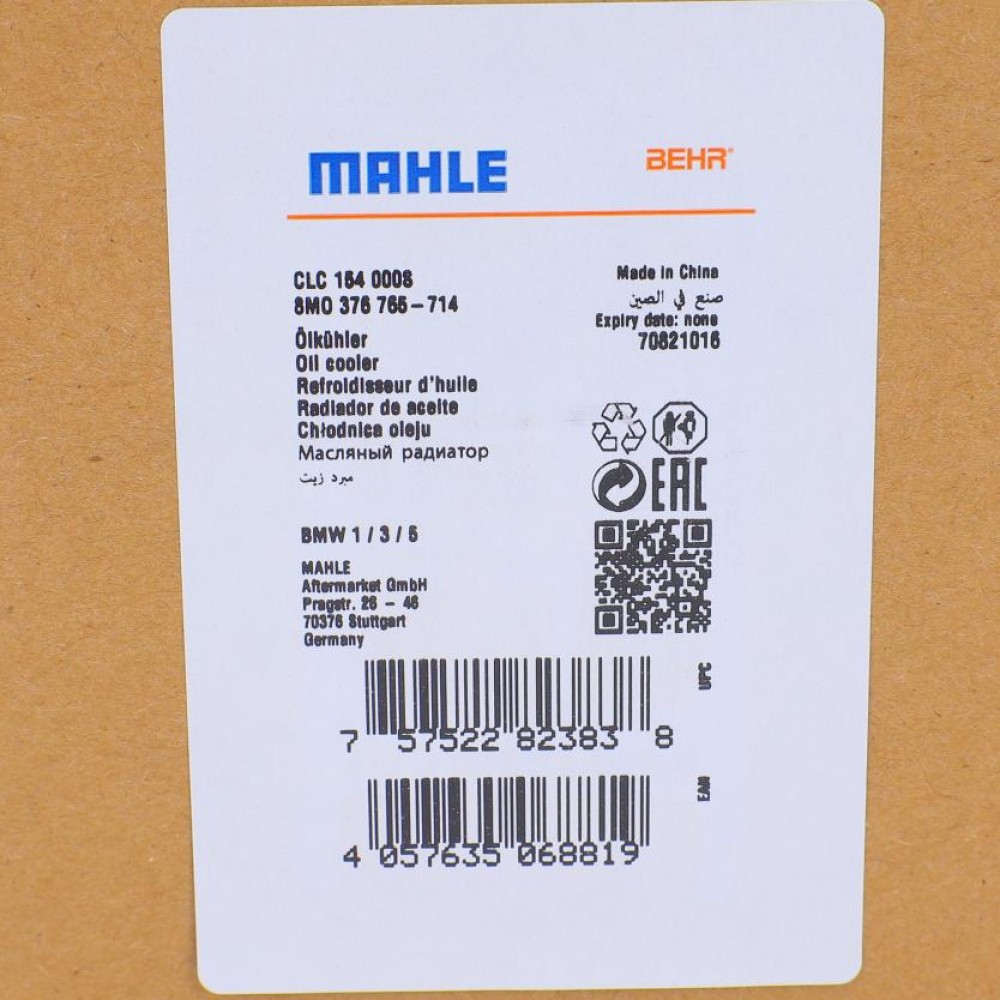 MAHLE
BEHR®
CLC 154 000S
8MO 376 765-714
Ölkühler
Oil cooler
Refroidisseur d'huile
Radiador de aceite
Chłodnica oleju
Масляный радиатор
مبرد زيت
Made in China
صنع في الصين
Expiry date: none
70821016
EAC
BMW 1 / 3 / 5
MAHLE
Aftermarket GmbH
Pragstr. 26 - 46
70376 Stuttgart
Germany
UPC
7 57522 82383 8
EAN
4 057635 068819